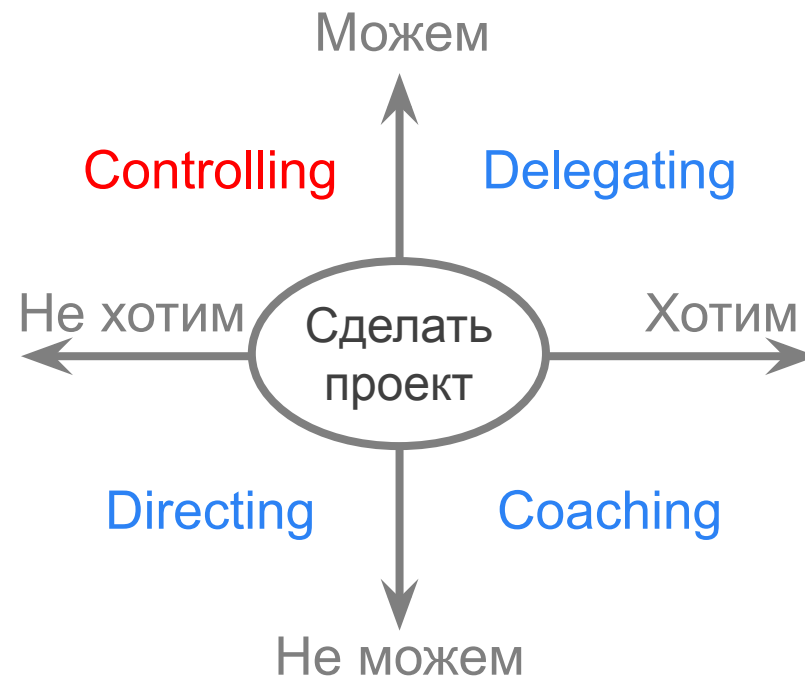 Можем
Controlling
Delegating
Не хотим
Хотим
Сделать
проект
Directing
Coaching
Не можем